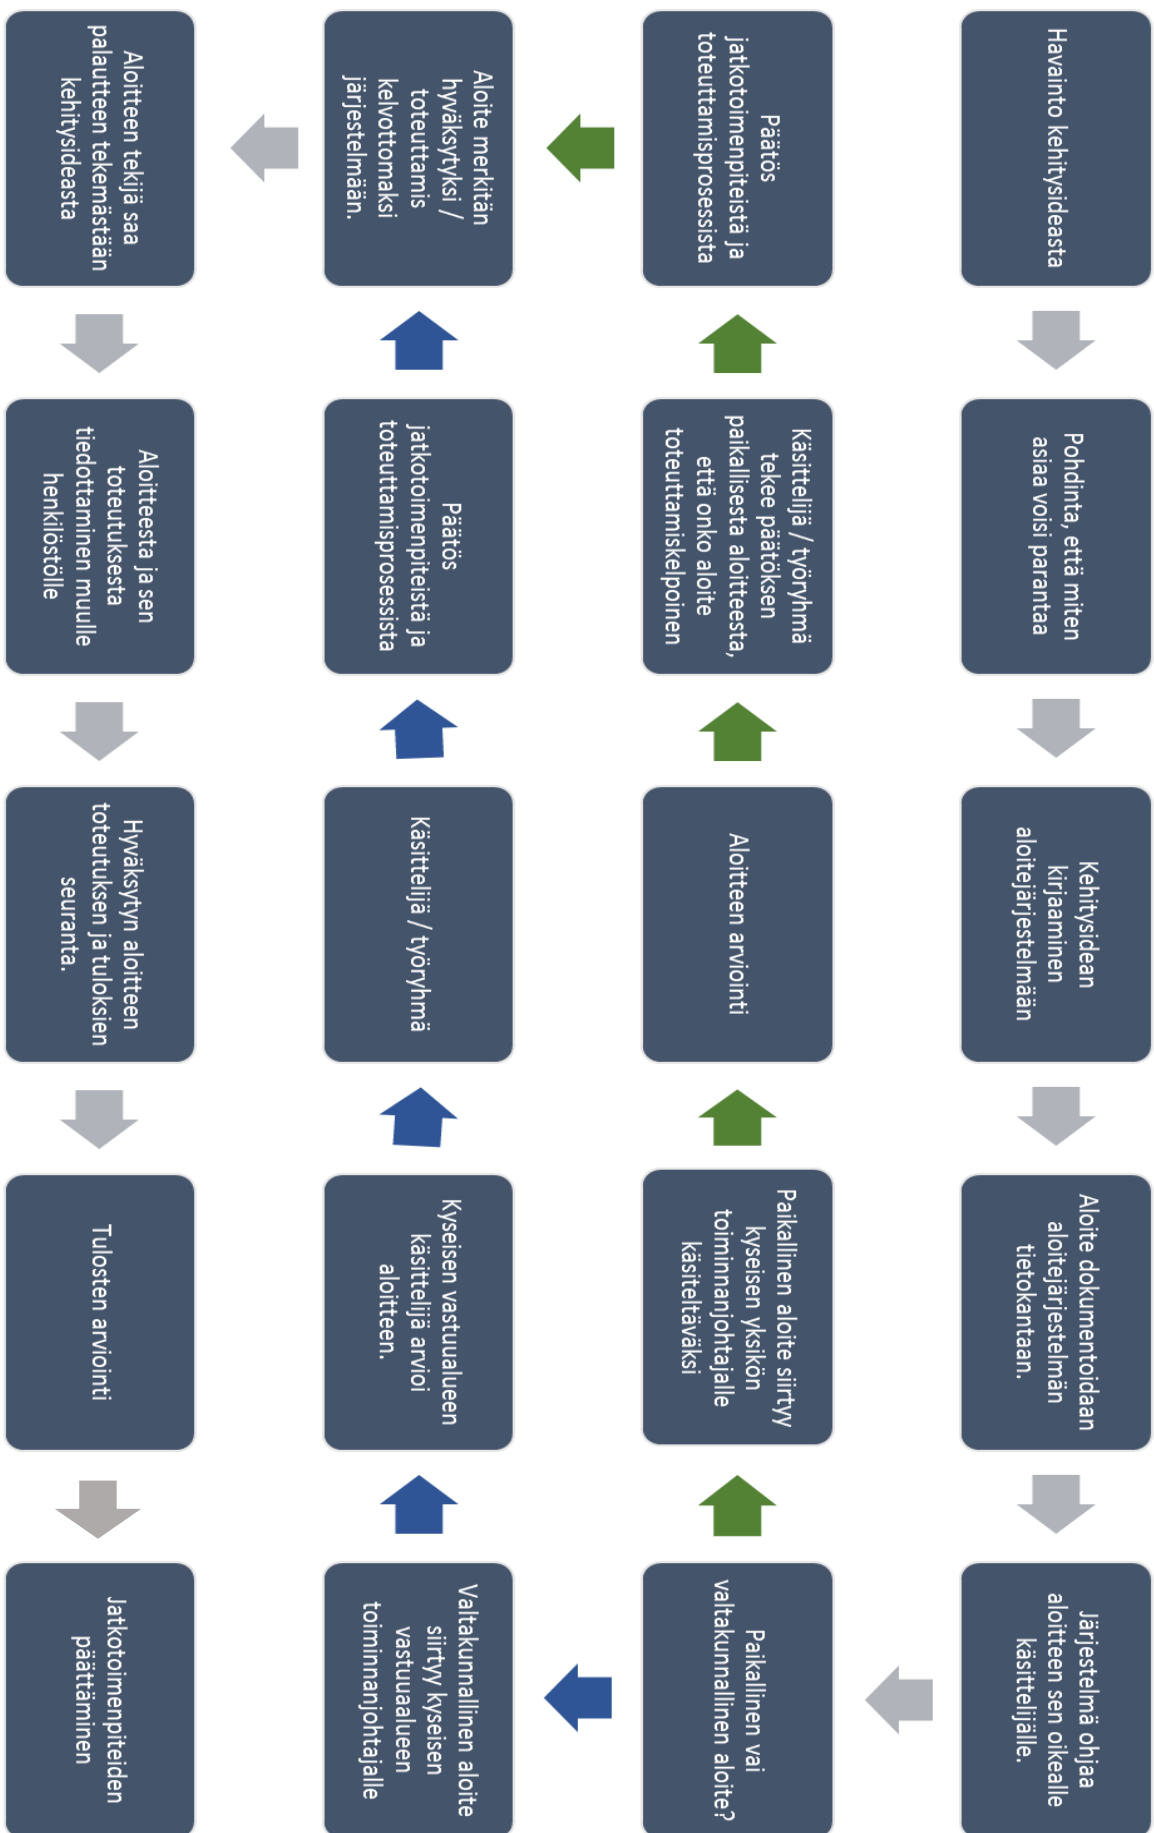 Havainto kehitysideasta
Pohdinta, että miten
asiaa voisi parantaa
Kehitysidean
kirjaaminen
aloitejärjestelmään
Aloite dokumentoidaan
aloitejärjestelmän
tietokantaan.
Järjestelmä ohjaa
aloitteen sen oikealle
käsittelijälle.
Päätös
jatkotoimenpiteistä ja
toteuttamisprosessista
Käsittelijä / työryhmä
tekee päätöksen
paikallisesta aloitteesta,
että onko aloite
toteuttamiskelpoinen
Aloitteen arviointi
Paikallinen aloite siirtyy
kyseisen yksikön
toiminnanjohtajalle
käsiteltäväksi
Paikallinen vai
valtakunnallinen aloite?
Aloite merkitän
hyväksytyksi /
toteuttamis
kelvottomaksi
järjestelmään.
Päätös
jatkotoimenpiteistä ja
toteuttamisprosessista
Käsittelijä / työryhmä
Kyseisen vastuualueen
käsittelijä arvioi
aloitteen.
Valtakunnallinen aloite
siirtyy kyseisen
vastuuaalueen
toiminnanjohtajalle
Aloitteen tekijä saa
palautteen tekemästään
kehitysideasta
Aloitteesta ja sen
toteutuksesta
tiedottaminen muulle
henkilöstölle
Hyväksytyn aloitteen
toteutuksen ja tuloksien
seuranta.
Tulosten arviointi
Jatkotoimenpiteiden
päättäminen